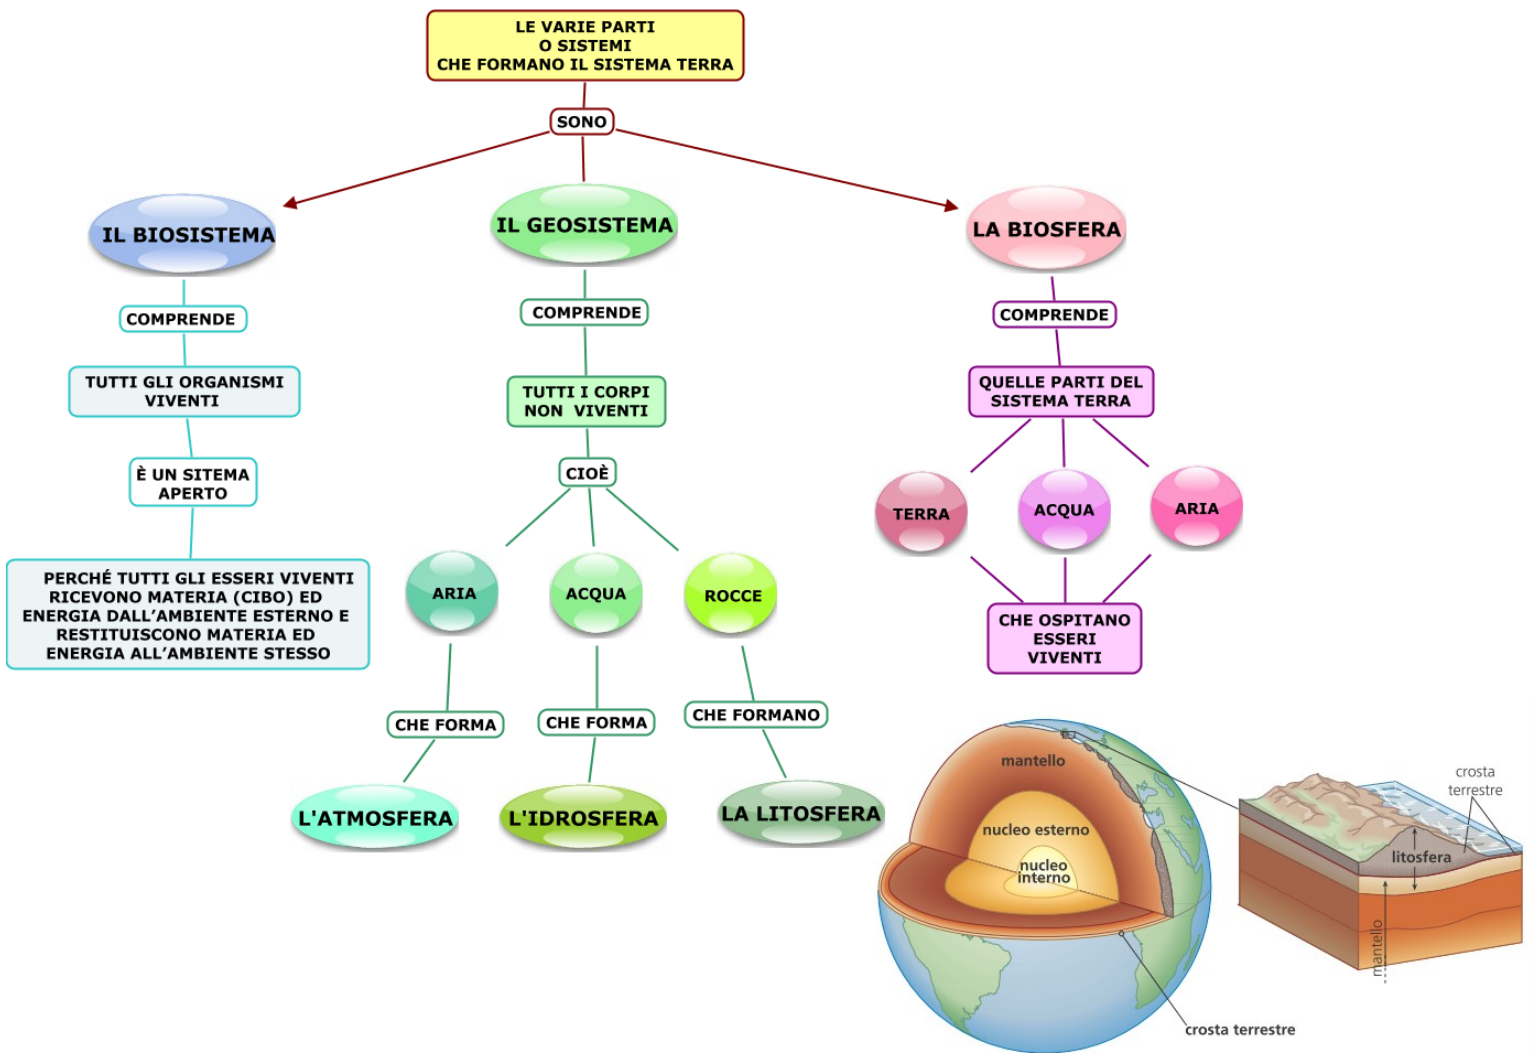 LE VARIE PARTI
O SISTEMI
CHE FORMANO IL SISTEMA TERRA
SONO
IL BIOSISTEMA
COMPRENDE
TUTTI GLI ORGANISMI
VIVENTI
È UN SITEMA
APERTO
PERCHÉ TUTTI GLI ESSERI VIVENTI
RICEVONO MATERIA (CIBO) ED
ENERGIA DALL’AMBIENTE ESTERNO E
RESTITUISCONO MATERIA ED
ENERGIA ALL’AMBIENTE STESSO
IL GEOSISTEMA
COMPRENDE
TUTTI I CORPI
NON VIVENTI
CIOÈ
ARIA
ACQUA
ROCCE
CHE FORMA
CHE FORMA
CHE FORMANO
L'ATMOSFERA
L'IDROSFERA
LA LITOSFERA
LA BIOSFERA
COMPRENDE
QUELLE PARTI DEL
SISTEMA TERRA
TERRA
ACQUA
ARIA
CHE OSPITANO
ESSERI
VIVENTI
mantello
nucleo esterno
nucleo
interno
crosta terrestre
crosta
terrestre
litosfera
mantello